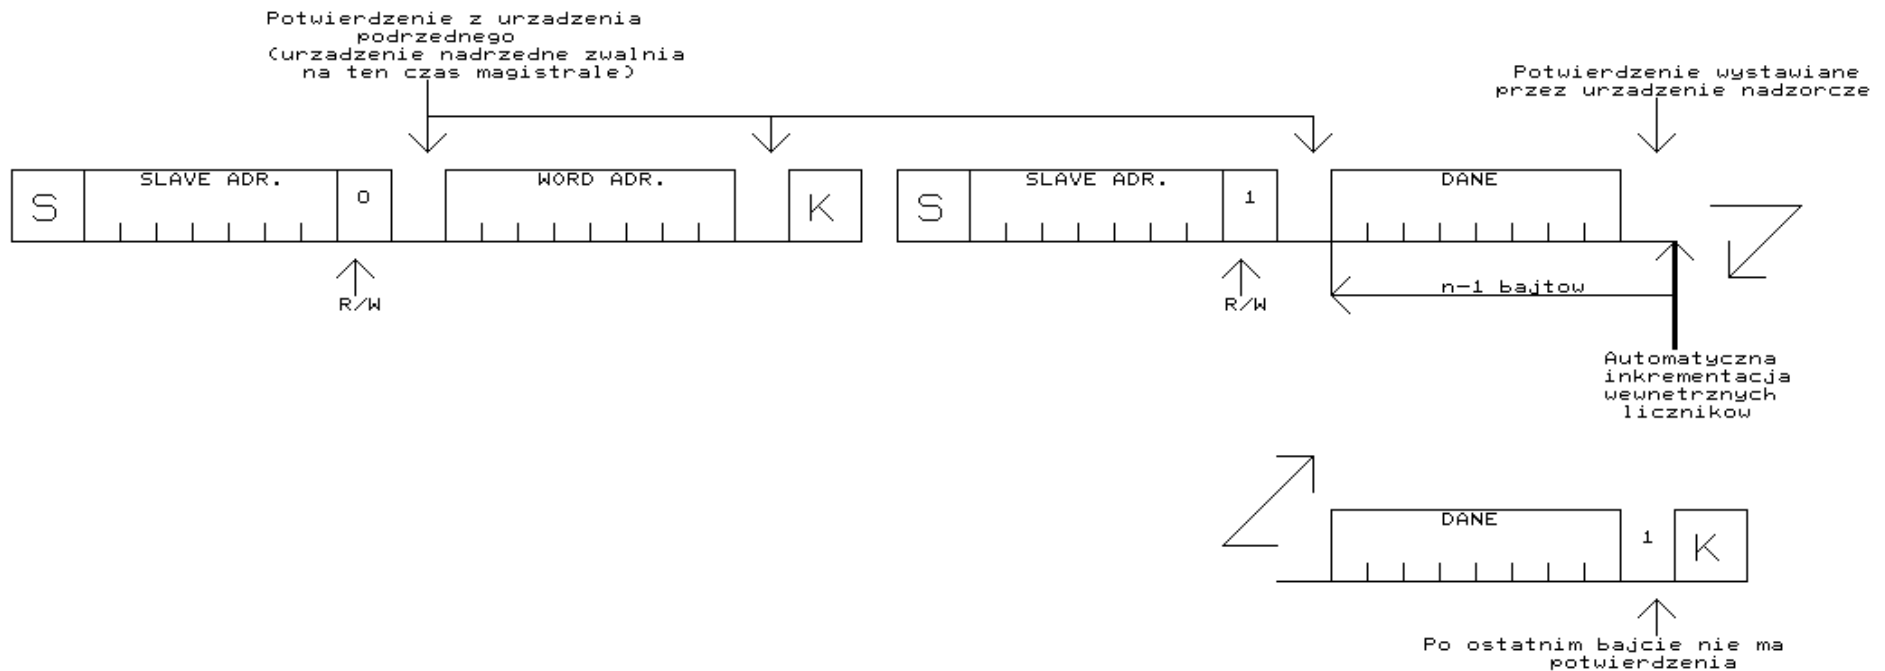 Potwierdzenie z urzadzenia
podrzednego
(urzadzenie nadrzedne zwalnia
na ten czas magistrale)
Potwierdzenie wystawiane
przez urzadzenie nadzorcze
S SLAVE ADR. 0 WORD ADR. K S SLAVE ADR. 1 DANE
R/W R/W n-1 bajtow
Automatyczna
inkrementacja
wewnetrznych
licznikow
DANE 1 K
Po ostatnim bajcie nie ma
potwierdzenia